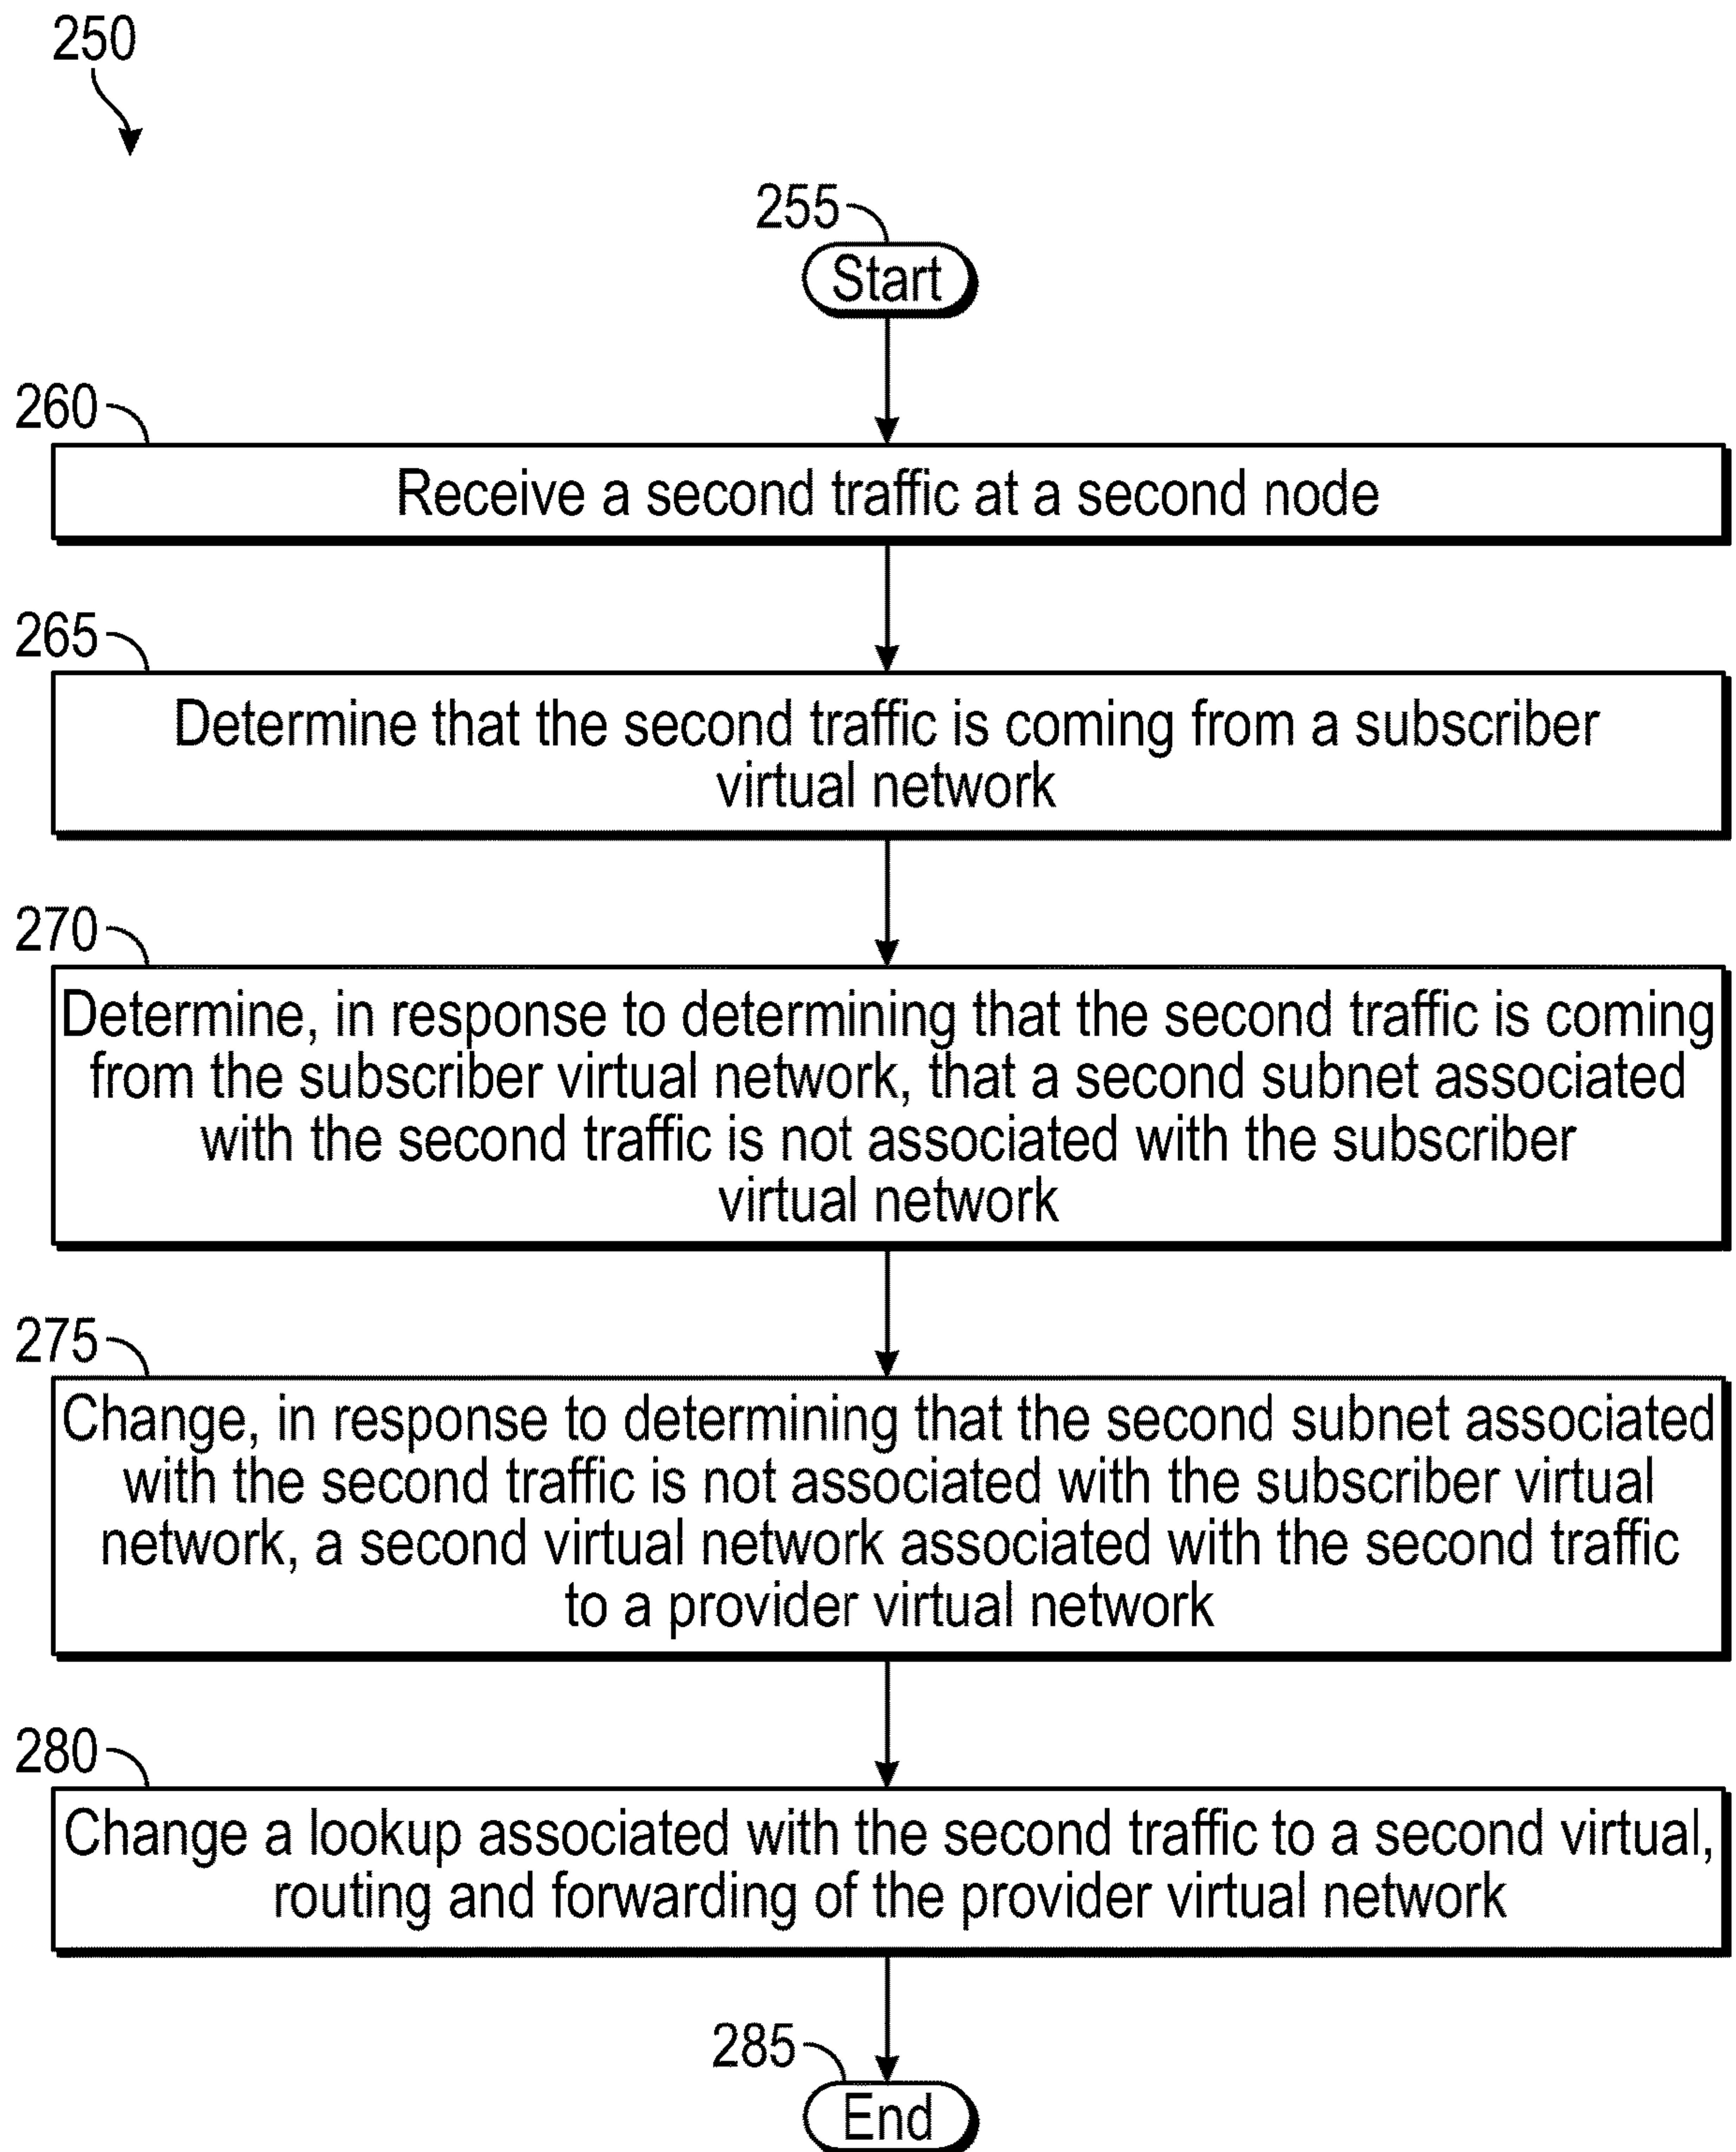 250
255
Start
260
Receive a second traffic at a second node
265
Determine that the second traffic is coming from a subscriber
virtual network
270
Determine, in response to determining that the second traffic is coming
from the subscriber virtual network, that a second subnet associated
with the second traffic is not associated with the subscriber
virtual network
275
Change, in response to determining that the second subnet associated
with the second traffic is not associated with the subscriber virtual
network, a second virtual network associated with the second traffic
to a provider virtual network
280
Change a lookup associated with the second traffic to a second virtual,
routing and forwarding of the provider virtual network
285
End